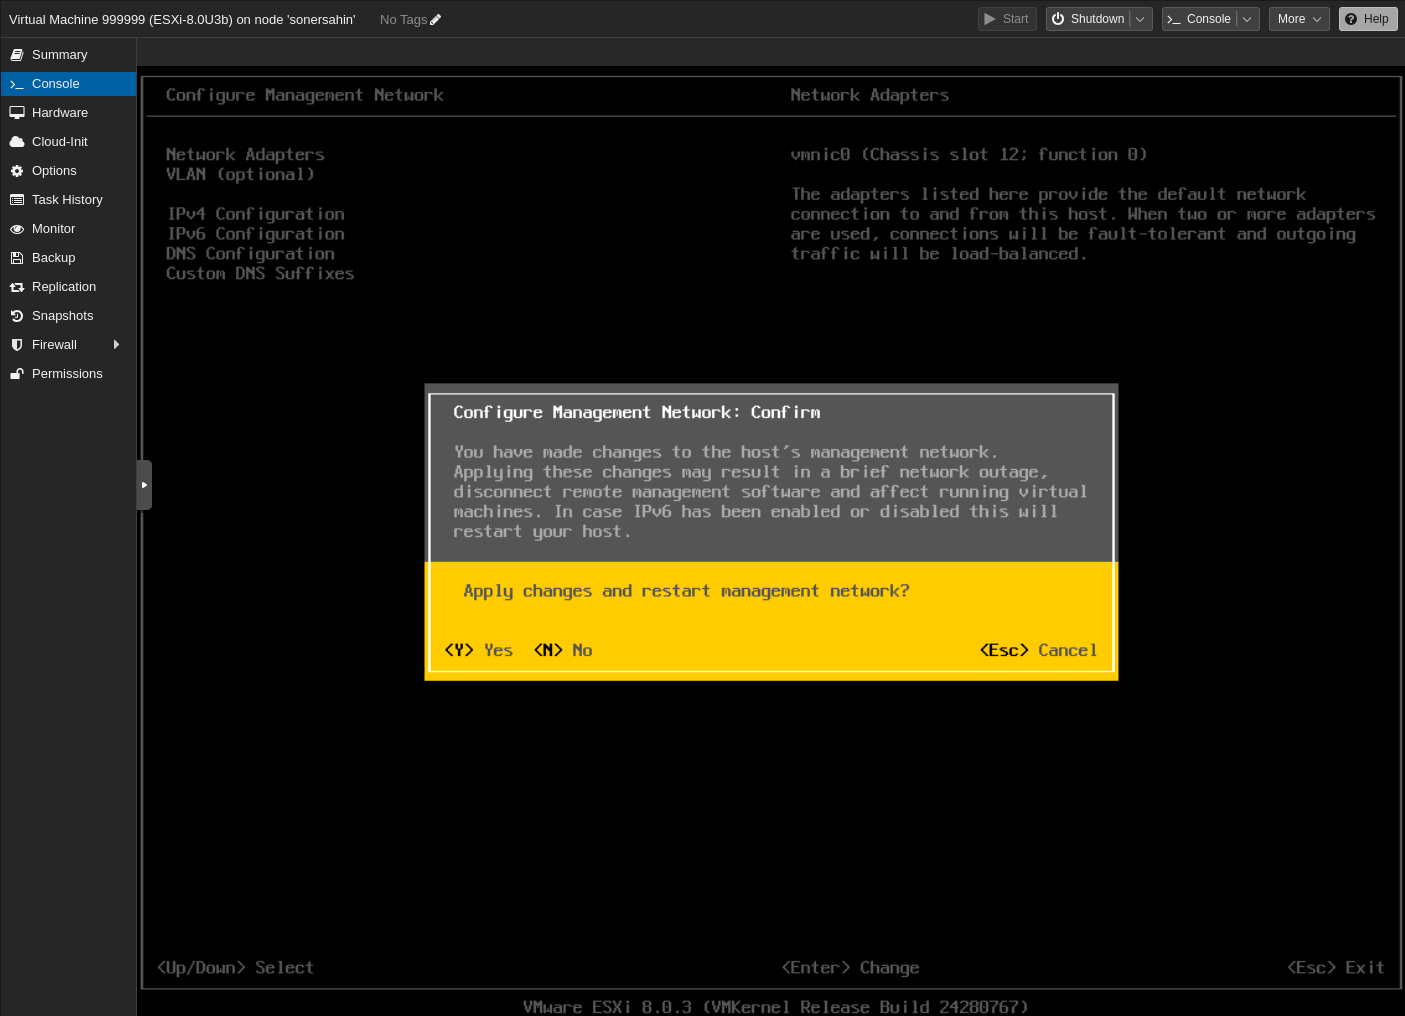 Virtual Machine 999999 (ESXi-8.0U3b) on node 'sonersahin' No Tags Start Shutdown Console More Help
Summary
Console
Hardware
Cloud-Init
Options
Task History
Monitor
Backup
Replication
Snapshots
Firewall
Permissions
Configure Management Network
Network Adapters
Network Adapters
VLAN (optional)
IPv4 Configuration
IPv6 Configuration
DNS Configuration
Custom DNS Suffixes
vmnic0 (Chassis slot 12; function 0)
The adapters listed here provide the default network
connection to and from this host. When two or more adapters
are used, connections will be fault-tolerant and outgoing
traffic will be load-balanced.
Configure Management Network: Confirm
You have made changes to the host's management network.
Applying these changes may result in a brief network outage,
disconnect remote management software and affect running virtual
machines. In case IPv6 has been enabled or disabled this will
restart your host.
Apply changes and restart management network?
<Y> Yes <N> No <Esc> Cancel
<Up/Down> Select <Enter> Change <Esc> Exit
VMware ESXi 8.0.3 (VMKernel Release Build 24280767)